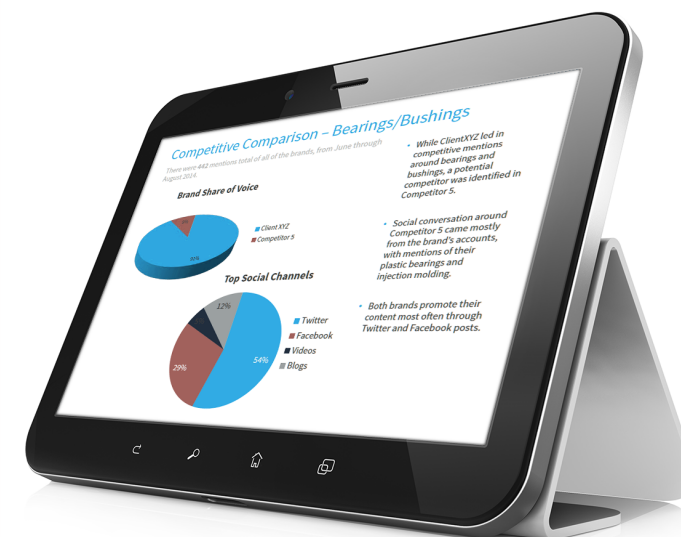 Competitive Comparison – Bearings/Bushings
There were 442 mentions total of all of the brands, from June through
August 2014.
Brand Share of Voice
Client XYZ
Competitor 5
91%
Top Social Channels
12%
54%
29%
Twitter
Facebook
Videos
Blogs
• While ClientXYZ led in
competitive mentions
around bearings and
bushings, a potential
competitor was identified in
Competitor 5.
• Social conversation around
Competitor 5 came mostly
from the brand's accounts,
with mentions of their
plastic bearings and
injection molding.
• Both brands promote their
content most often through
Twitter and Facebook posts.